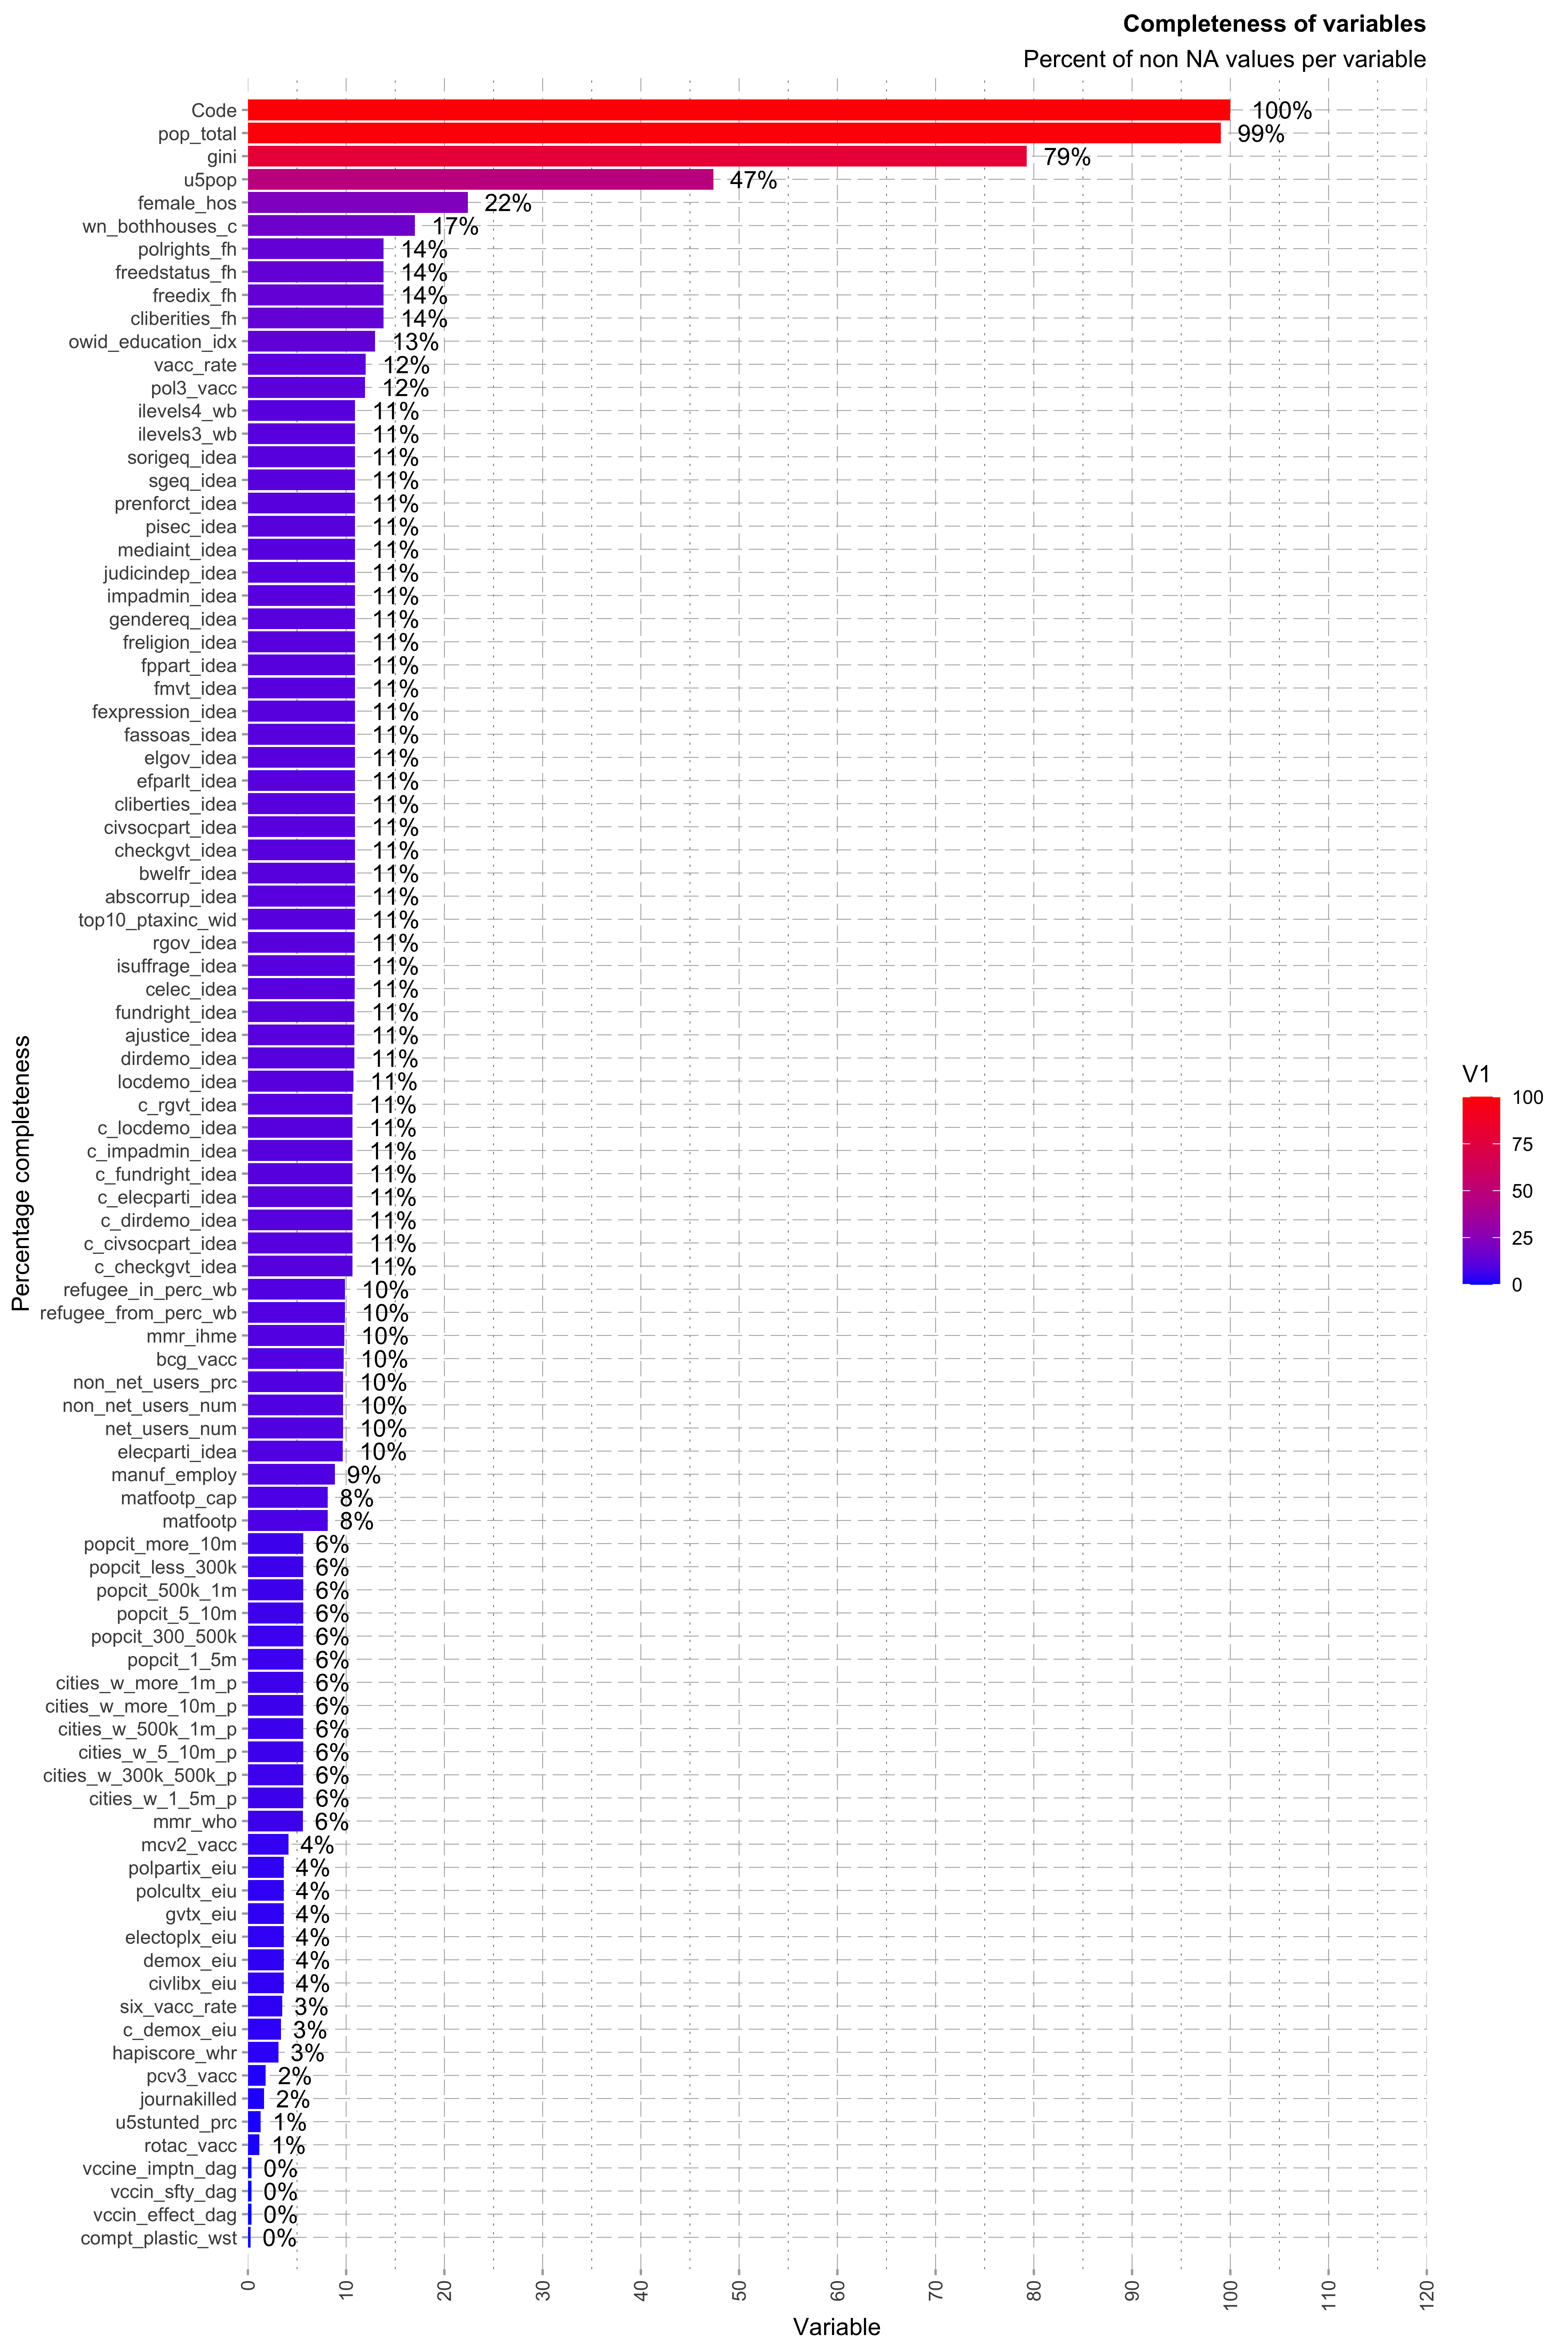 Completeness of variables
Percent of non NA values per variable
Code 100%
pop_total 99%
gini 79%
u5pop 47%
female_hos 22%
wn_bothhouses_c 17%
polrights_fh 14%
freedstatus_fh 14%
freedix_fh 14%
cliberities_fh 14%
owid_education_idx 13%
vacc_rate 12%
pol3_vacc 12%
ilevels4_wb 11%
ilevels3_wb 11%
sorigeq_idea 11%
sgeq_idea 11%
prenforct_idea 11%
pisec_idea 11%
mediaint_idea 11%
judicindep_idea 11%
impadmin_idea 11%
gendereq_idea 11%
freligion_idea 11%
fppart_idea 11%
fmvt_idea 11%
fexpression_idea 11%
fassoas_idea 11%
elgov_idea 11%
efparlt_idea 11%
cliberties_idea 11%
civsocpart_idea 11%
checkgvt_idea 11%
bwelfr_idea 11%
abscorrup_idea 11%
top10_ptaxinc_wid 11%
rgov_idea 11%
isuffrage_idea 11%
celec_idea 11%
fundright_idea 11%
ajustice_idea 11%
dirdemo_idea 11%
locdemo_idea 11%
c_rgvt_idea 11%
c_locdemo_idea 11%
c_impadmin_idea 11%
c_fundright_idea 11%
c_elecparti_idea 11%
c_dirdemo_idea 11%
c_civsocpart_idea 11%
c_checkgvt_idea 11%
refugee_in_perc_wb 10%
refugee_from_perc_wb 10%
mmr_ihme 10%
bcg_vacc 10%
non_net_users_prc 10%
non_net_users_num 10%
net_users_num 10%
elecparti_idea 10%
manuf_employ 9%
matfootp_cap 8%
matfootp 8%
popcit_more_10m 6%
popcit_less_300k 6%
popcit_500k_1m 6%
popcit_5_10m 6%
popcit_300_500k 6%
popcit_1_5m 6%
cities_w_more_1m_p 6%
cities_w_more_10m_p 6%
cities_w_500k_1m_p 6%
cities_w_5_10m_p 6%
cities_w_300k_500k_p 6%
cities_w_1_5m_p 6%
mmr_who 6%
mcv2_vacc 4%
polpartix_eiu 4%
polcultx_eiu 4%
gvtx_eiu 4%
electoplx_eiu 4%
demox_eiu 4%
civlibx_eiu 4%
six_vacc_rate 3%
c_demox_eiu 3%
hapiscore_whr 3%
pcv3_vacc 2%
journakilled 2%
u5stunted_prc 1%
rotac_vacc 1%
vccine_imptn_dag 0%
vccin_sfty_dag 0%
vccin_effect_dag 0%
compt_plastic_wst 0%
0 10 20 30 40 50 60 70 80 90 100 110 120
Variable
Percentage completeness
V1
100
75
50
25
0